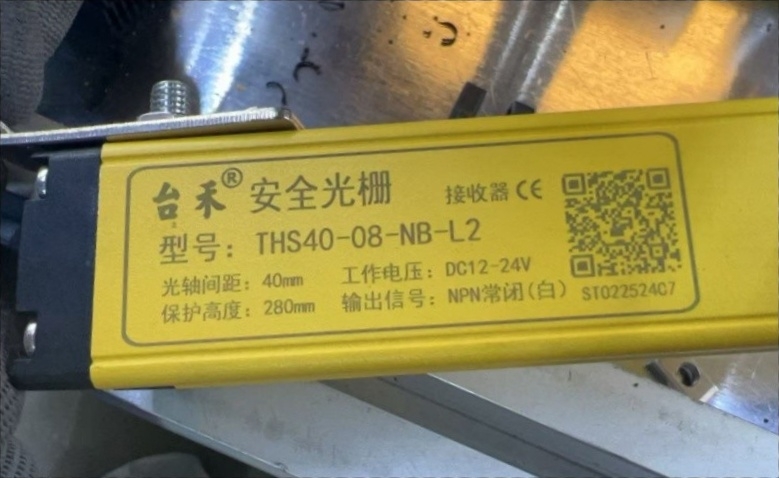 台禾® 安全光栅 接收器 CE
型号：THS40-08-NB-L2
光轴间距：40mm 工作电压：DC12-24V
保护高度：280mm 输出信号：NPN常闭(白) ST022524C7